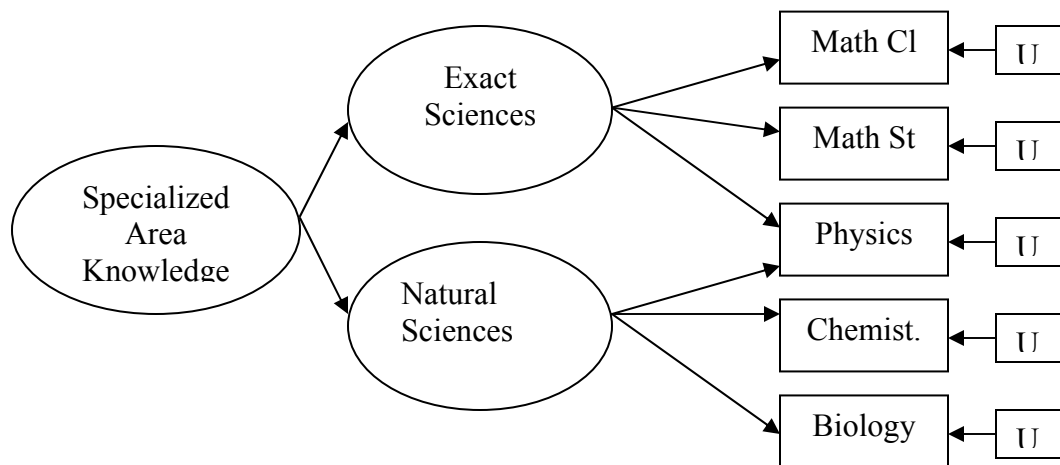 Exact
Sciences
Specialized
Area
Knowledge
Natural
Sciences
Math Cl
U
Math St
U
Physics
U
Chemist.
U
Biology
U